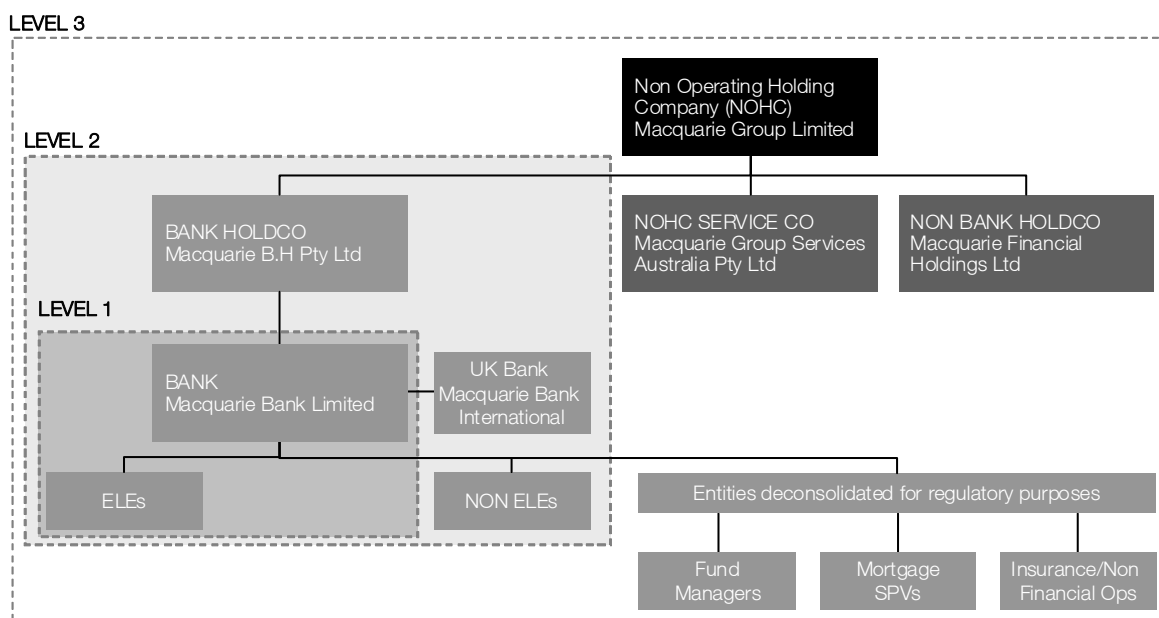 LEVEL 3
Non Operating Holding
Company (NOHC)
Macquarie Group Limited
LEVEL 2
BANK HOLDCO
Macquarie B.H Pty Ltd
NOHC SERVICE CO
Macquarie Group Services
Australia Pty Ltd
NON BANK HOLDCO
Macquarie Financial
Holdings Ltd
LEVEL 1
BANK
Macquarie Bank Limited
UK Bank
Macquarie Bank
International
ELEs
NON ELEs
Entities deconsolidated for regulatory purposes
Fund
Managers
Mortgage
SPVs
Insurance/Non
Financial Ops